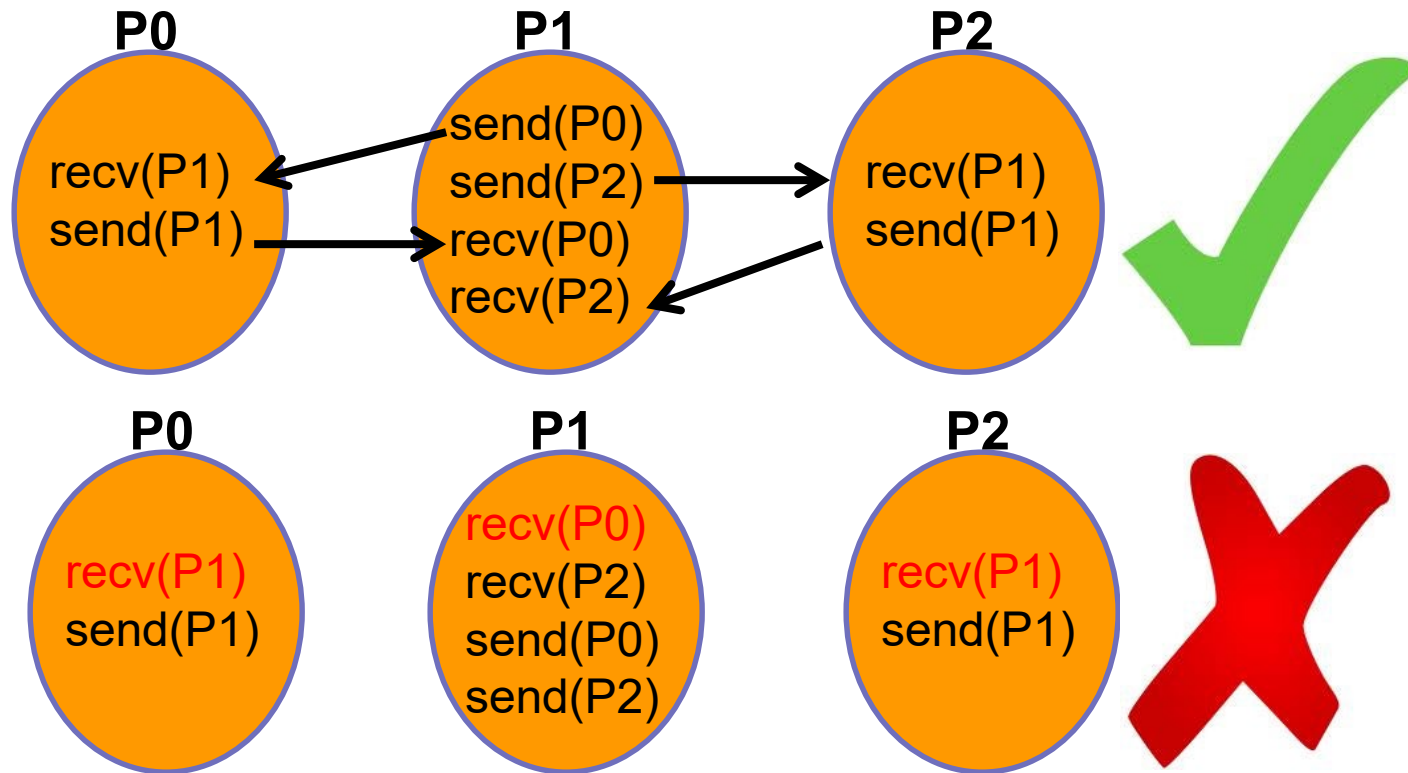 P0
P1
P2
recv(P1)
send(P1)
send(P0)
send(P2)
recv(P0)
recv(P2)
recv(P1)
send(P1)
P0
P1
P2
recv(P1)
send(P1)
recv(P0)
recv(P2)
send(P0)
send(P2)
recv(P1)
send(P1)